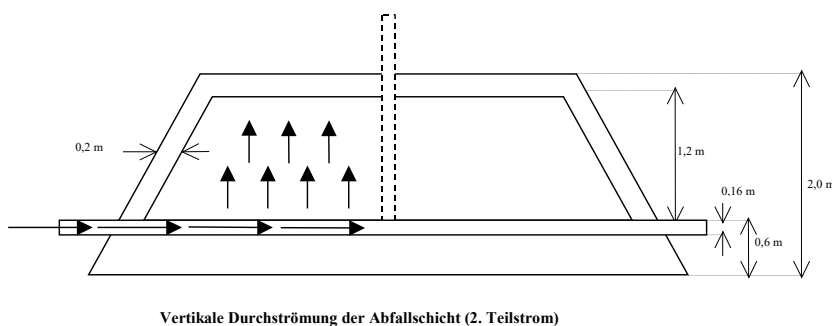 0,2 m
1,2 m
0,16 m
2,0 m
0,6 m
Vertikale Durchströmung der Abfallschicht (2. Teilstrom)